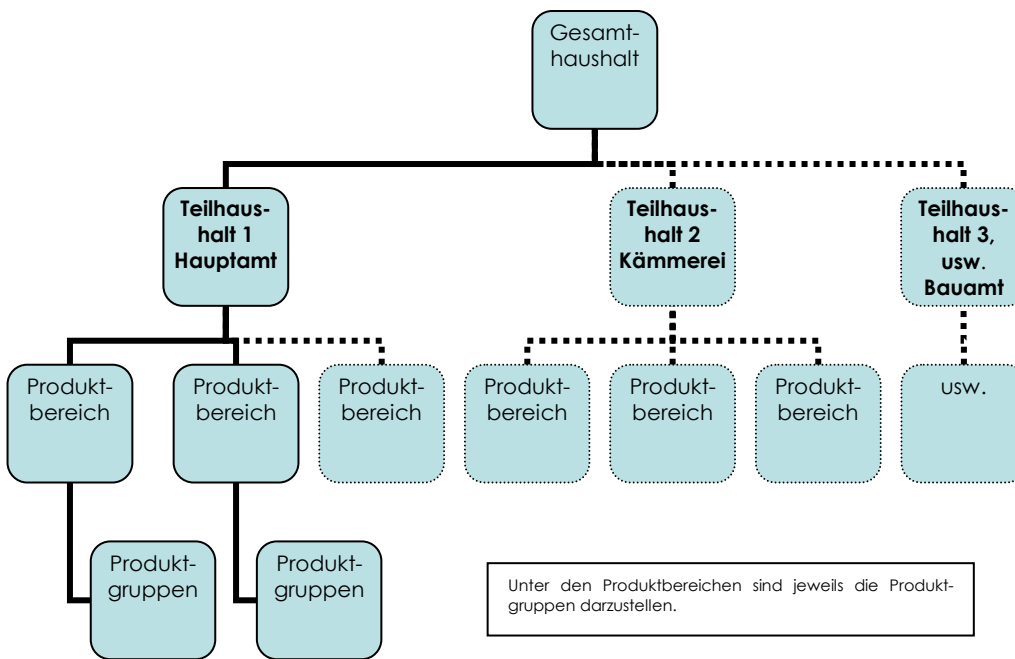 Gesamt-
haushalt
Teilhaus-
halt 1
Hauptamt
Teilhaus-
halt 2
Kämmerei
Teilhaus-
halt 3,
usw.
Bauamt
Produkt-
bereich
Produkt-
bereich
Produkt-
bereich
Produkt-
bereich
Produkt-
bereich
Produkt-
bereich
usw.
Produkt-
gruppen
Produkt-
gruppen
Unter den Produktbereichen sind jeweils die Produkt-
gruppen darzustellen.